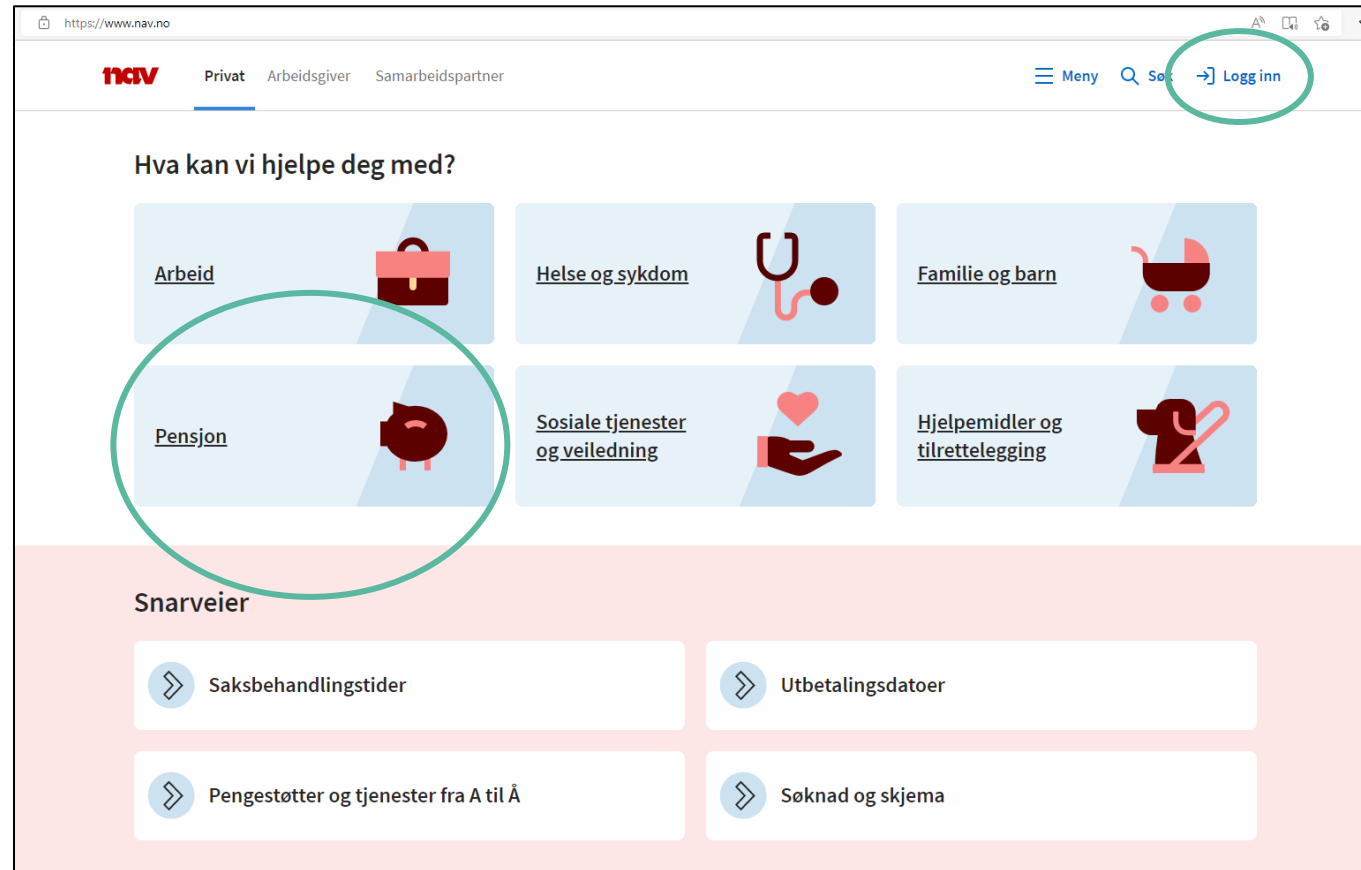 https://www.nav.no
nav Privat Arbeidsgiver Samarbeidspartner Meny Søk Logg inn
Hva kan vi hjelpe deg med?
Arbeid
Helse og sykdom
Familie og barn
Pensjon
Sosiale tjenester
og veiledning
Hjelpemidler og
tilrettelegging
Snarveier
Saksbehandlingstider
Utbetalingsdatoer
Pengestøtter og tjenester fra A til Å
Søknad og skjema